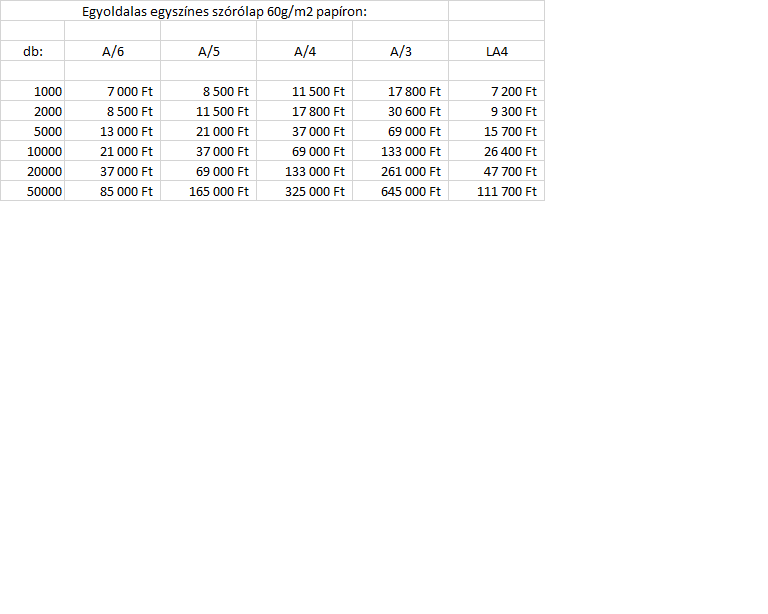 Egyoldalas egyszínes szórólap 60g/m2 papíron:
db: A/6 A/5 A/4 A/3 LA4
1000 7 000 Ft 8 500 Ft 11 500 Ft 17 800 Ft 7 200 Ft
2000 8 500 Ft 11 500 Ft 17 800 Ft 30 600 Ft 9 300 Ft
5000 13 000 Ft 21 000 Ft 37 000 Ft 69 000 Ft 15 700 Ft
10000 21 000 Ft 37 000 Ft 69 000 Ft 133 000 Ft 26 400 Ft
20000 37 000 Ft 69 000 Ft 133 000 Ft 261 000 Ft 47 700 Ft
50000 85 000 Ft 165 000 Ft 325 000 Ft 645 000 Ft 111 700 Ft